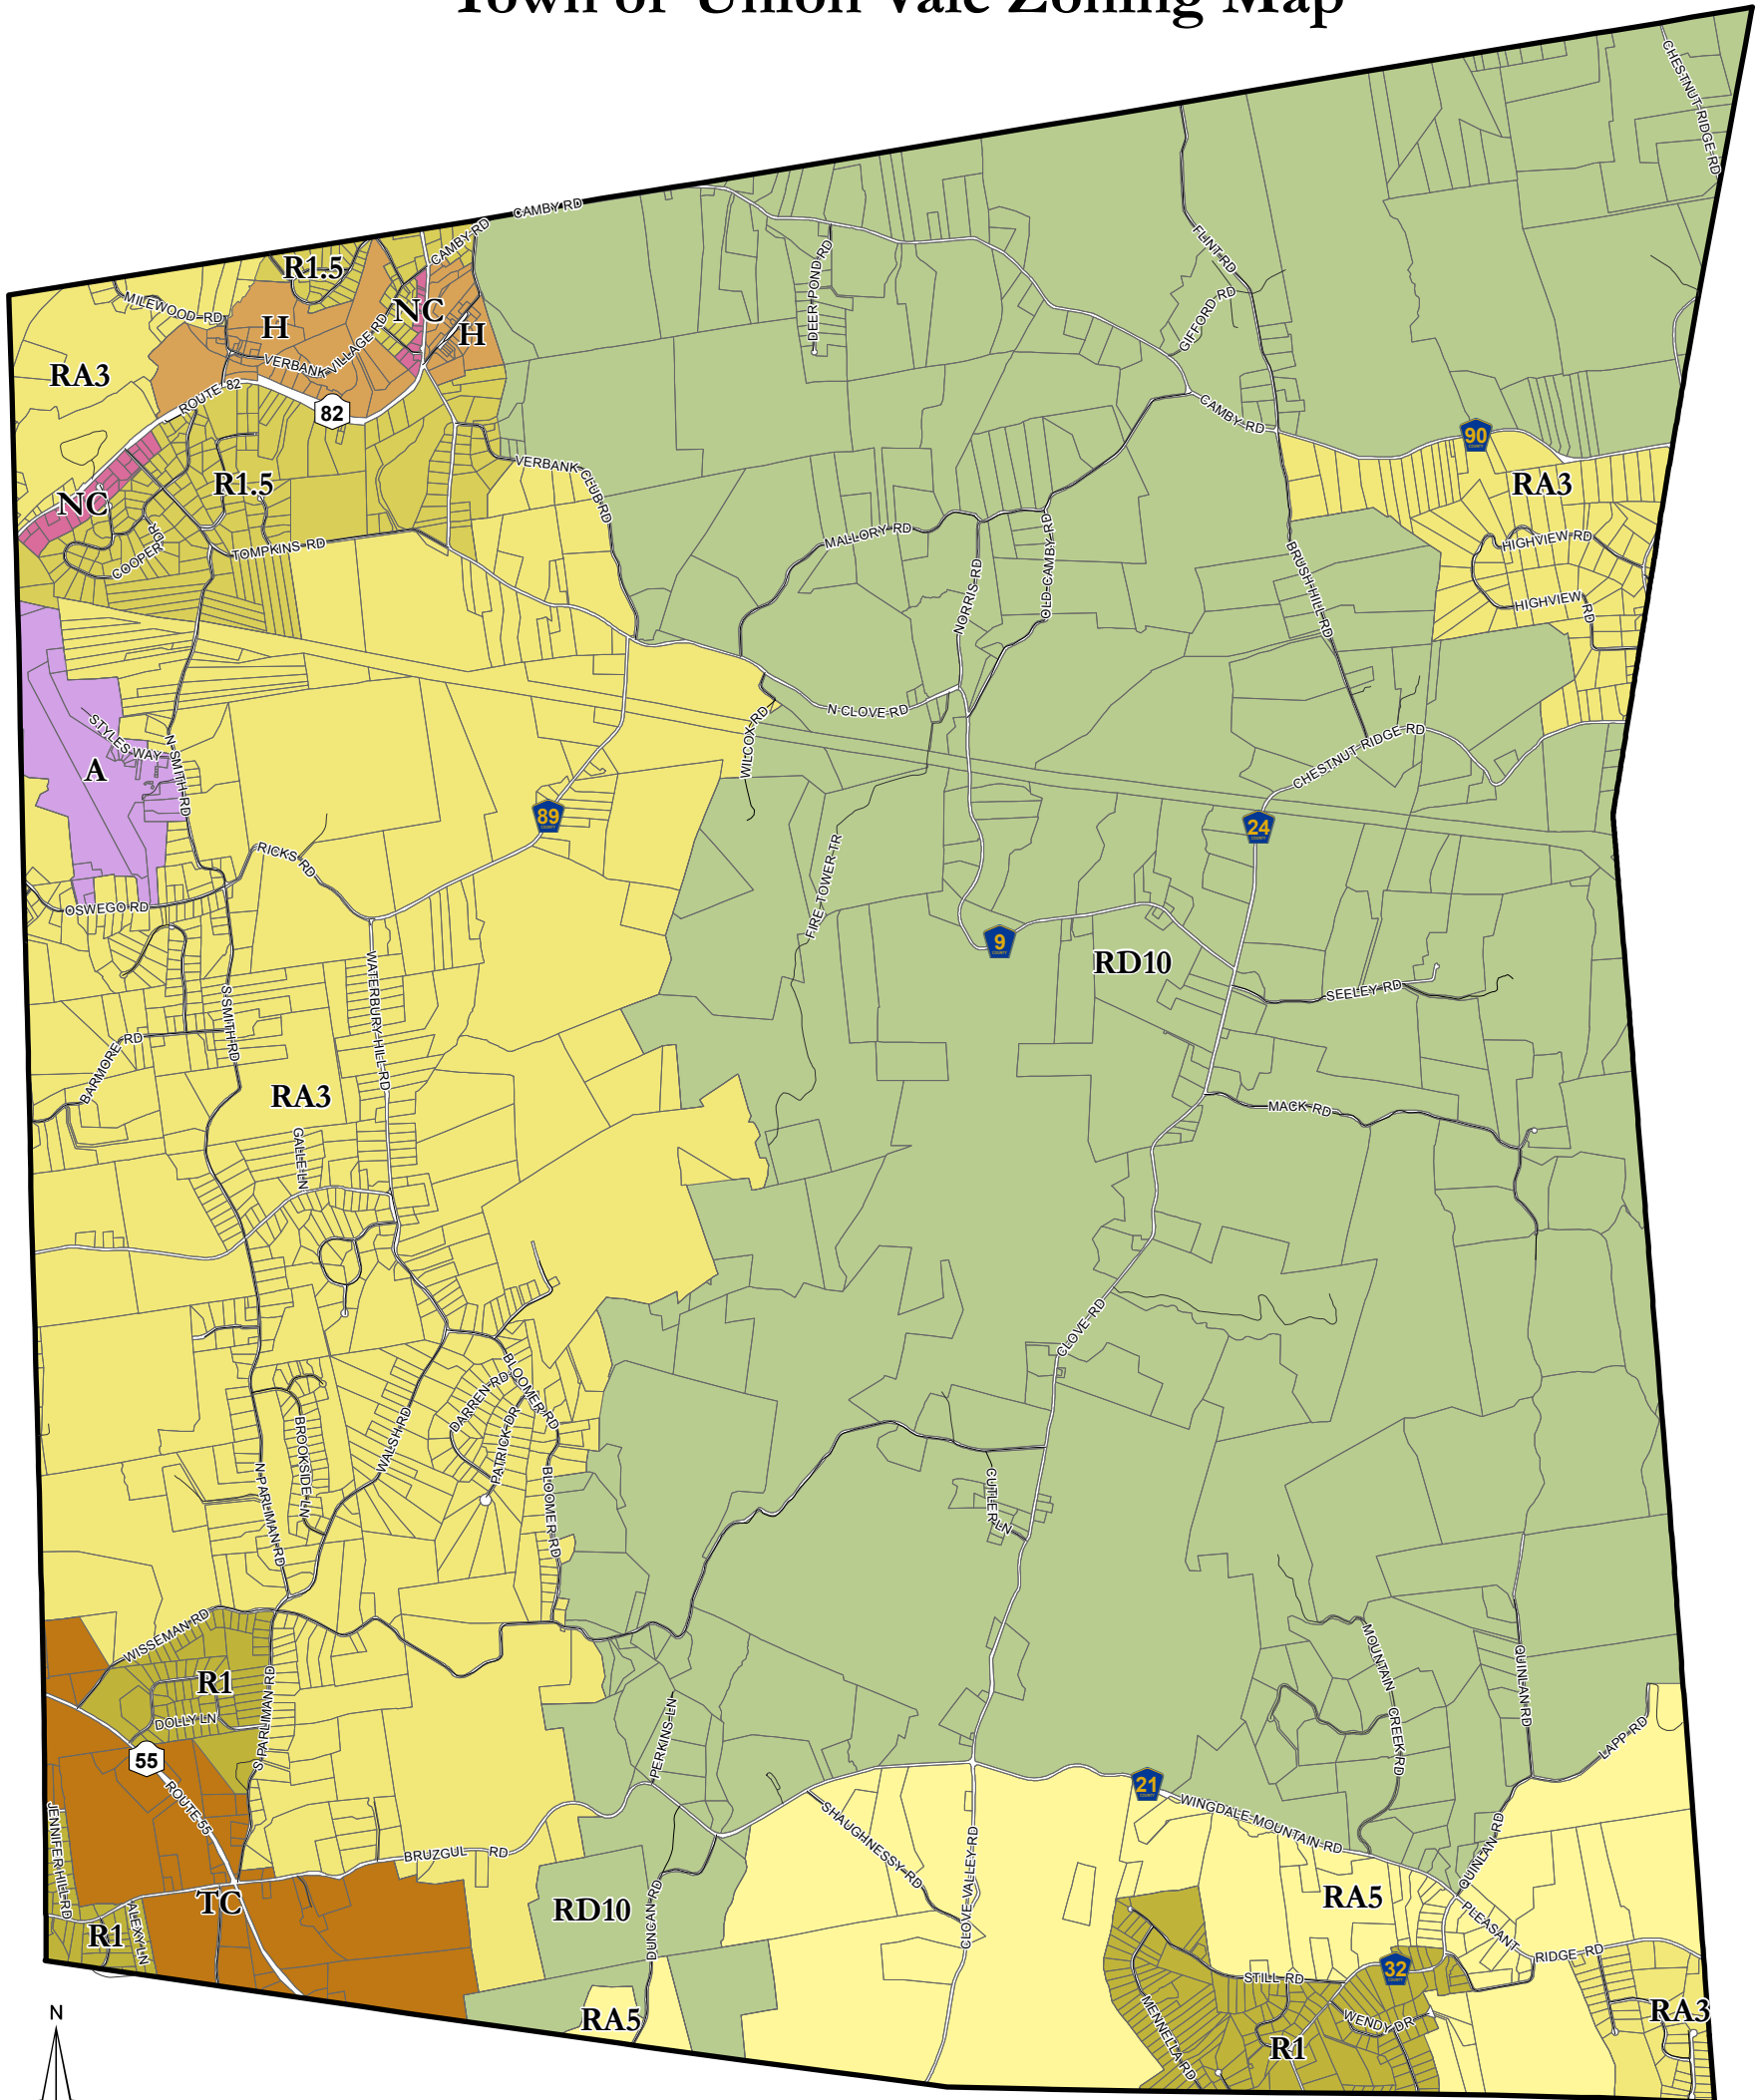 Town of Union Vale Zoning Map
CHESTNUT RIDGE RD
CAMBY RD
CAMBY RD
R1.5
MILEWOOD RD
NC
H
H
VERBANK VILLAGE RD
RA3
ROUTE 82
82
DEER POND RD
FLINT RD
GIFFORD RD
CAMBY RD
90
RA3
VERBANK CLUB RD
R1.5
NC
COOPER DR
TOMPKINS RD
MALLORY RD
NORRIS RD
OLD CAMBY RD
BRUSH HILL RD
HIGHVIEW RD
HIGHVIEW RD
STYLES WAY
A
N SMITH RD
WILCOX RD
N CLOVE RD
CHESTNUT RIDGE RD
89
24
RICKS RD
FIRE TOWER TR
OSWEGO RD
9
RD10
SEELEY RD
WATERBURY HILL RD
S SMITH RD
BARMORE RD
RA3
MACK RD
GALLE LN
CLOVE RD
BLOOMER RD
DARREN RD
PATRICK DR
WALSH RD
BROOKSIDE LN
N PARLIMAN RD
BLOOMER RD
CUTLER LN
WISSEMAN RD
R1
DOLLY LN
S PARLIMAN RD
55
ROUTE 55
JENNIFER HILL RD
PERKINS LN
MOUNTAIN CREEK RD
QUINLAN RD
LAPP RD
21
WINGDALE MOUNTAIN RD
SHAUGHNESSY RD
CLOVE VALLEY RD
BRUZGUL RD
QUINLAN RD
TC
R1
ALEXY LN
RD10
DUNCAN RD
RA5
PLEASANT RIDGE RD
32
STILL RD
WENDY DR
MENNELLA RD
R1
RA3
RA5
N